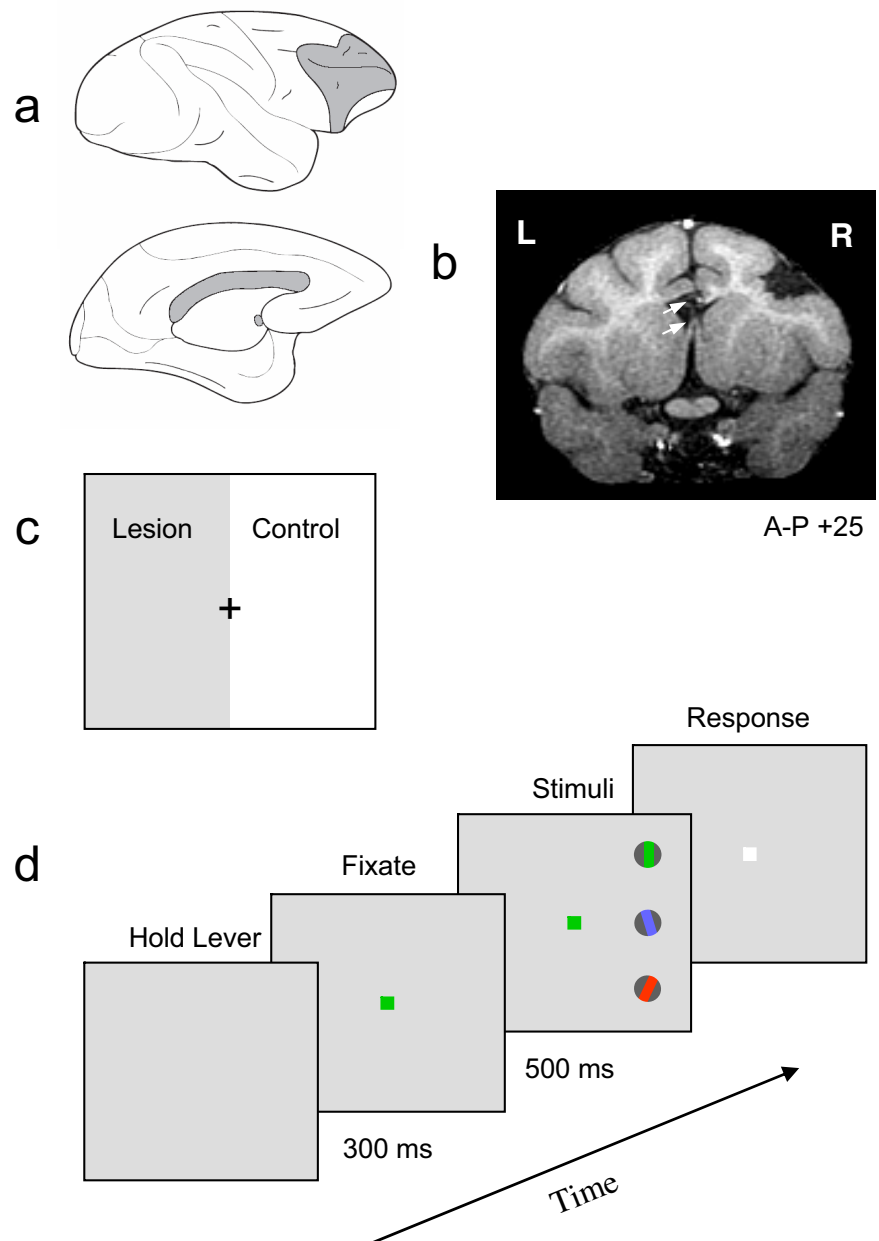 a
b
L R
A-P +25
c
Lesion Control
+
d
Hold Lever
Fixate
Stimuli
Response
300 ms
500 ms
Time